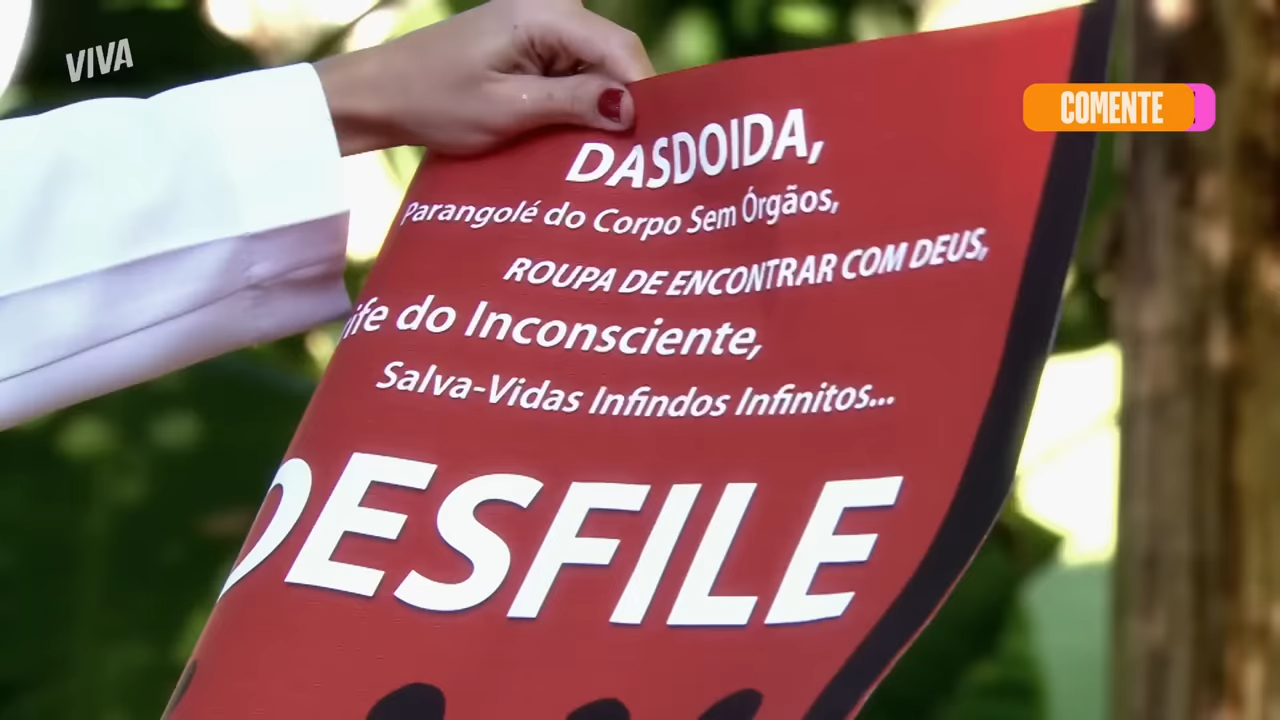 VIVA
COMENTE
DASDOIDA,
Parangolé do Corpo Sem Órgãos,
ROUPA DE ENCONTRAR COM DEUS,
do Inconsciente,
Salva-Vidas Infindos Infinitos...
DESFILE